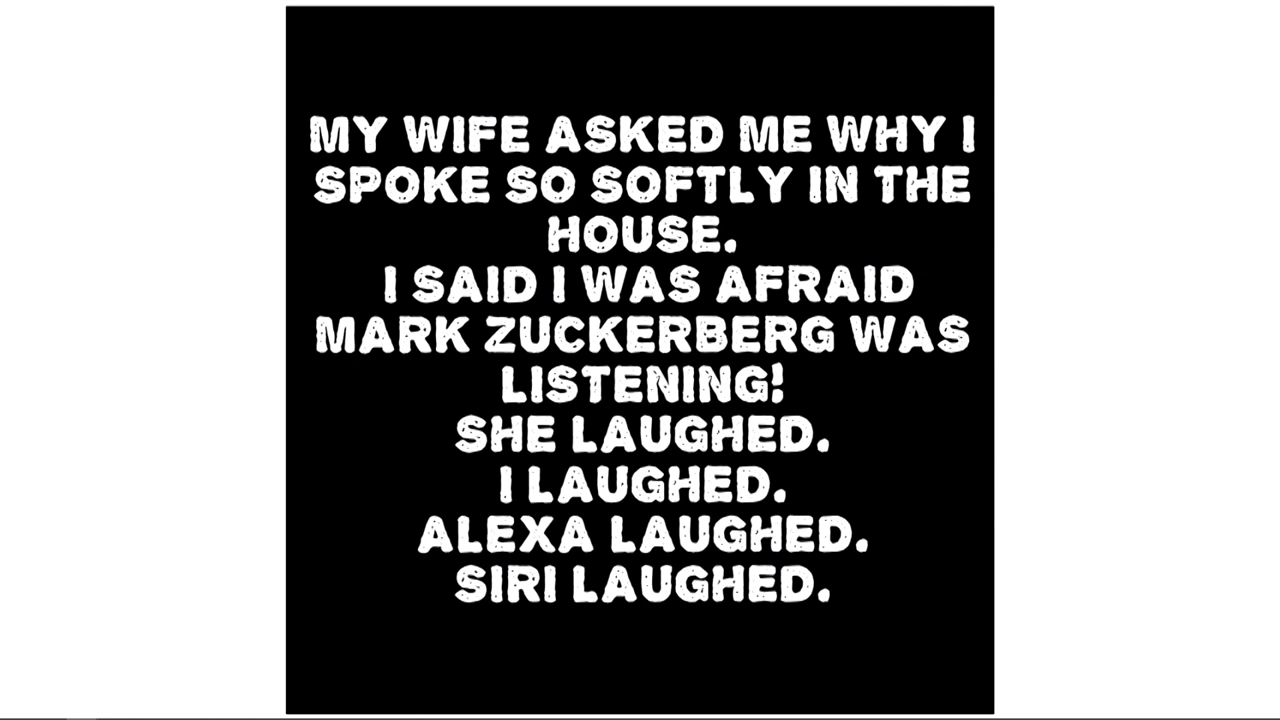 MY WIFE ASKED ME WHY I
SPOKE SO SOFTLY IN THE
HOUSE.
I SAID I WAS AFRAID
MARK ZUCKERBERG WAS
LISTENING!
SHE LAUGHED.
I LAUGHED.
ALEXA LAUGHED.
SIRI LAUGHED.